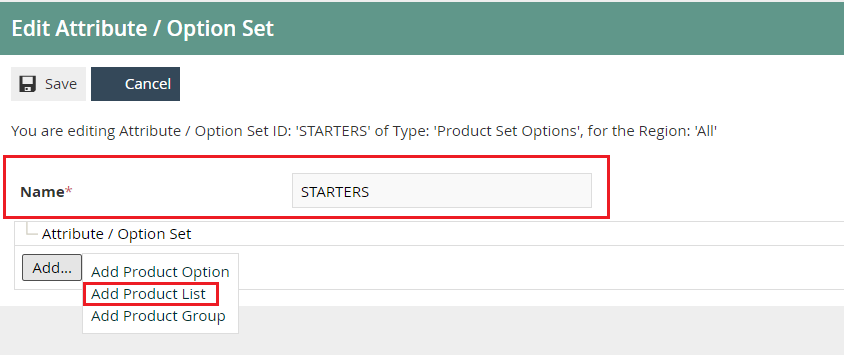 Edit Attribute / Option Set
Save Cancel
You are editing Attribute / Option Set ID: 'STARTERS' of Type: 'Product Set Options', for the Region: 'All'
Name* STARTERS
Attribute / Option Set
Add... Add Product Option
Add Product List
Add Product Group